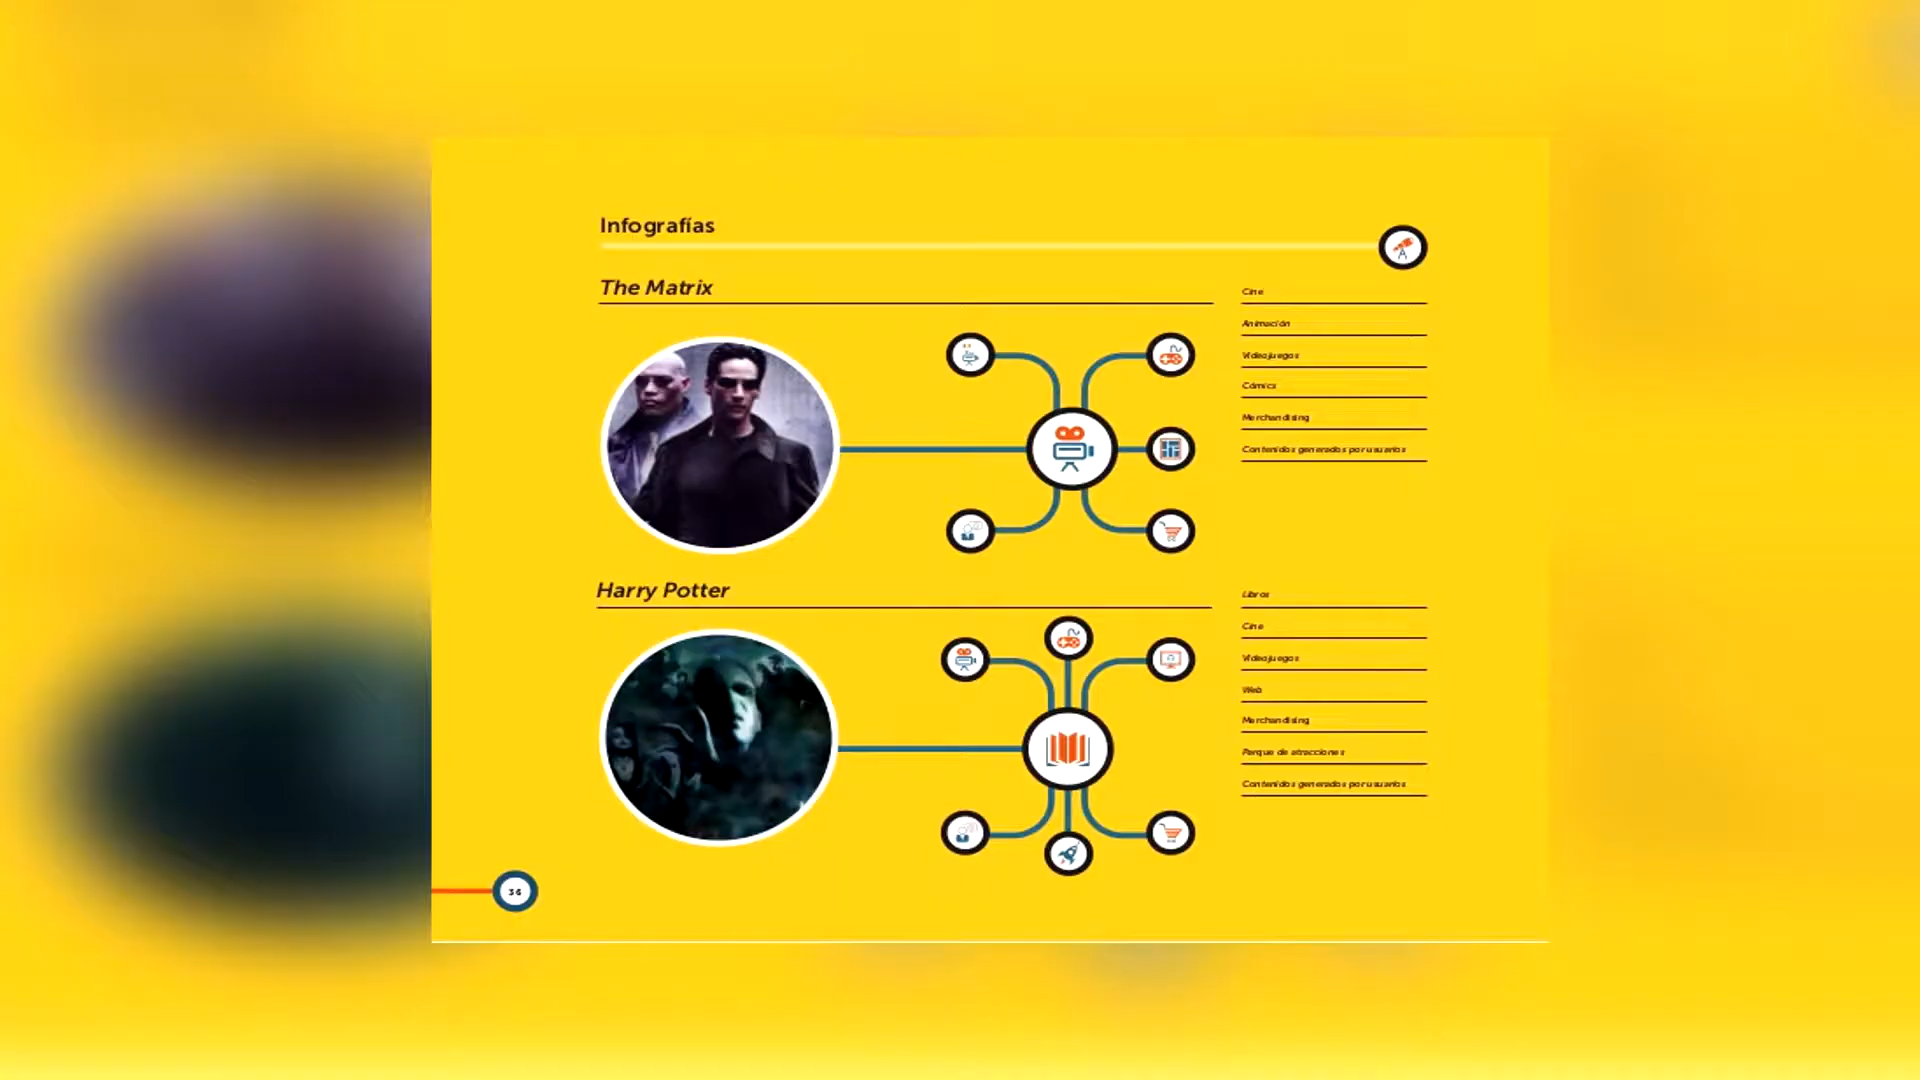 Infografías
The Matrix
Cine
Animación
Videojuegos
Cómics
Merchandising
Contenidos generados por usuarios
Harry Potter
Libros
Cine
Videojuegos
Web
Merchandising
Parque de atracciones
Contenidos generados por usuarios
36